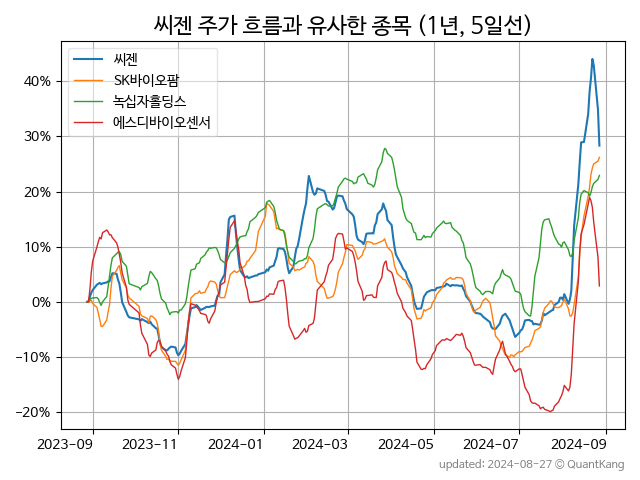 씨젠 주가 흐름과 유사한 종목 (1년, 5일선)
씨젠
SK바이오팜
녹십자홀딩스
에스디바이오센서
40%
30%
20%
10%
0%
−10%
−20%
2023-09 2023-11 2024-01 2024-03 2024-05 2024-07 2024-09
updated: 2024-08-27 © QuantKang